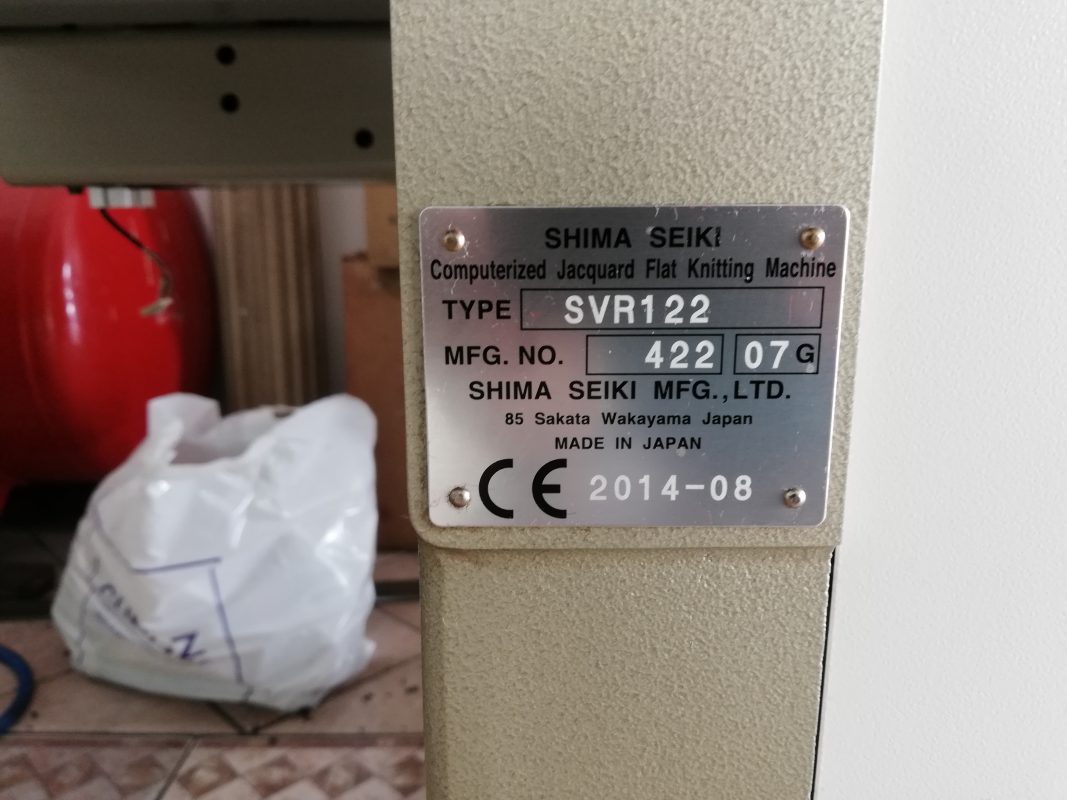 SHIMA SEIKI
Computerized Jacquard Flat Knitting Machine
TYPE SVR122
MFG. NO. 422 07 G
SHIMA SEIKI MFG., LTD.
85 Sakata Wakayama Japan
MADE IN JAPAN
CE 2014-08